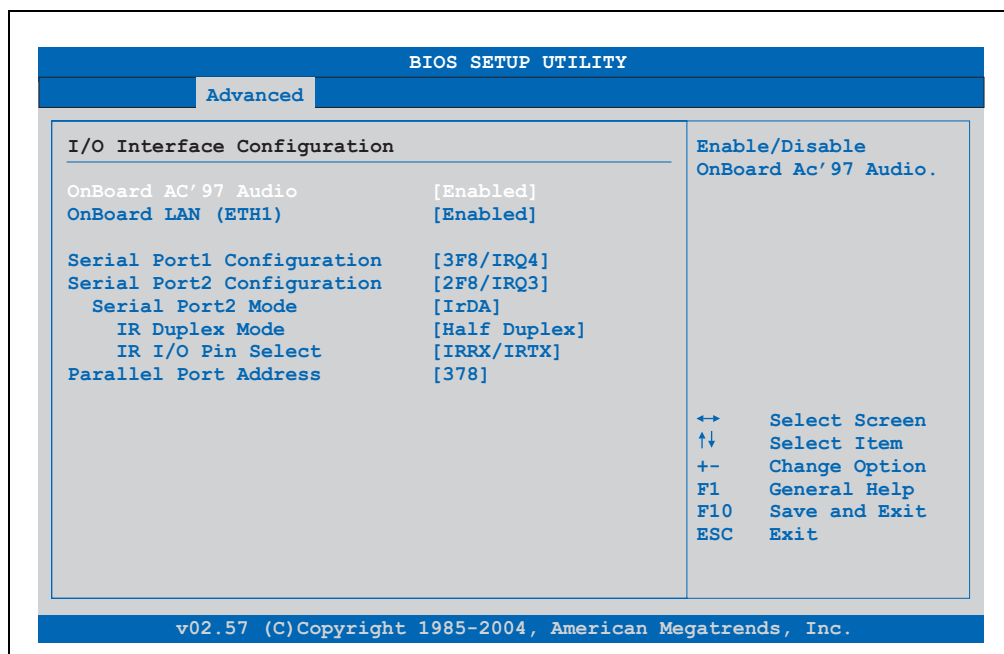 BIOS SETUP UTILITY
Advanced
I/O Interface Configuration
OnBoard AC'97 Audio [Enabled]
OnBoard LAN (ETH1) [Enabled]
Serial Port1 Configuration [3F8/IRQ4]
Serial Port2 Configuration [2F8/IRQ3]
Serial Port2 Mode [IrDA]
IR Duplex Mode [Half Duplex]
IR I/O Pin Select [IRRX/IRTX]
Parallel Port Address [378]
Enable/Disable
OnBoard Ac'97 Audio.
↔ Select Screen
↑↓ Select Item
+- Change Option
F1 General Help
F10 Save and Exit
ESC Exit
v02.57 (C)Copyright 1985-2004, American Megatrends, Inc.